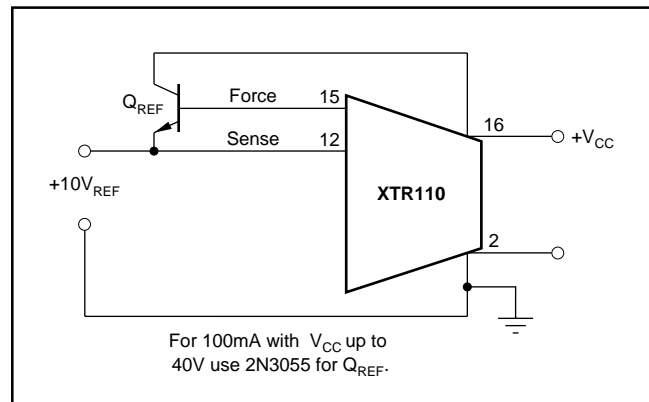 Force
15
Q_REF
16
Sense
12
+V_CC
+10V_REF
XTR110
2
For 100mA with V_CC up to
40V use 2N3055 for Q_REF.